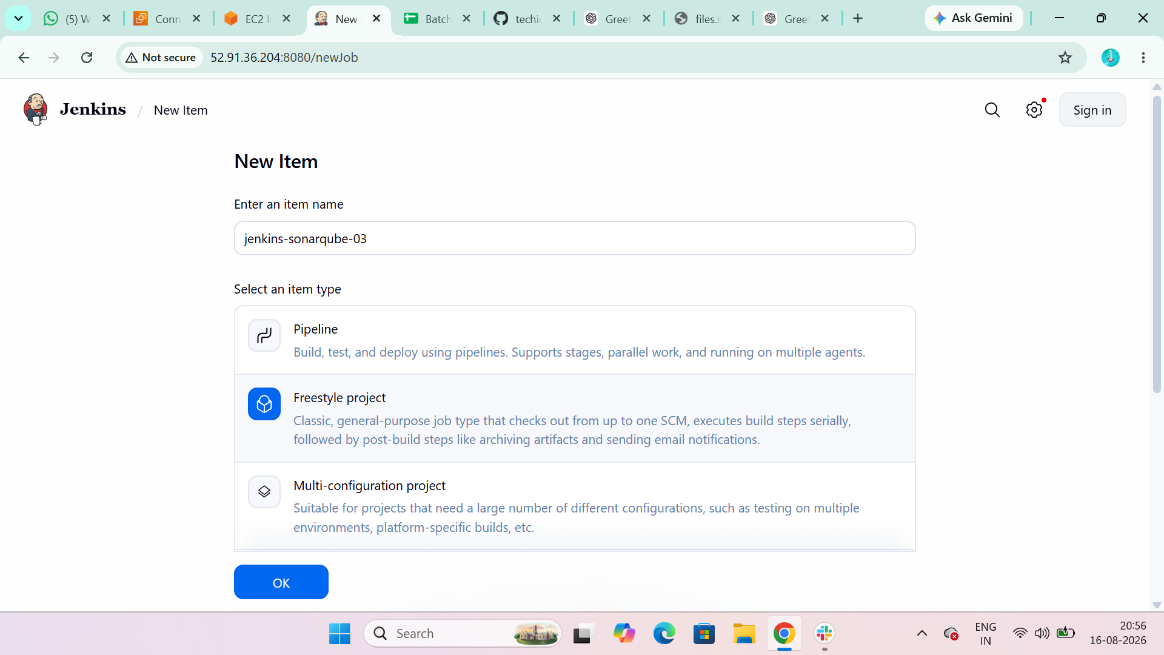 (5) W
Conn
EC2 I
New
Batch
techi
Greet
files.s
Greet
Ask Gemini
Not secure
52.91.36.204:8080/newJob
Jenkins / New Item
Sign in
New Item
Enter an item name
jenkins-sonarqube-03
Select an item type
Pipeline
Build, test, and deploy using pipelines. Supports stages, parallel work, and running on multiple agents.
Freestyle project
Classic, general-purpose job type that checks out from up to one SCM, executes build steps serially,
followed by post-build steps like archiving artifacts and sending email notifications.
Multi-configuration project
Suitable for projects that need a large number of different configurations, such as testing on multiple
environments, platform-specific builds, etc.
OK
Search
ENG
IN
20:56
16-08-2026